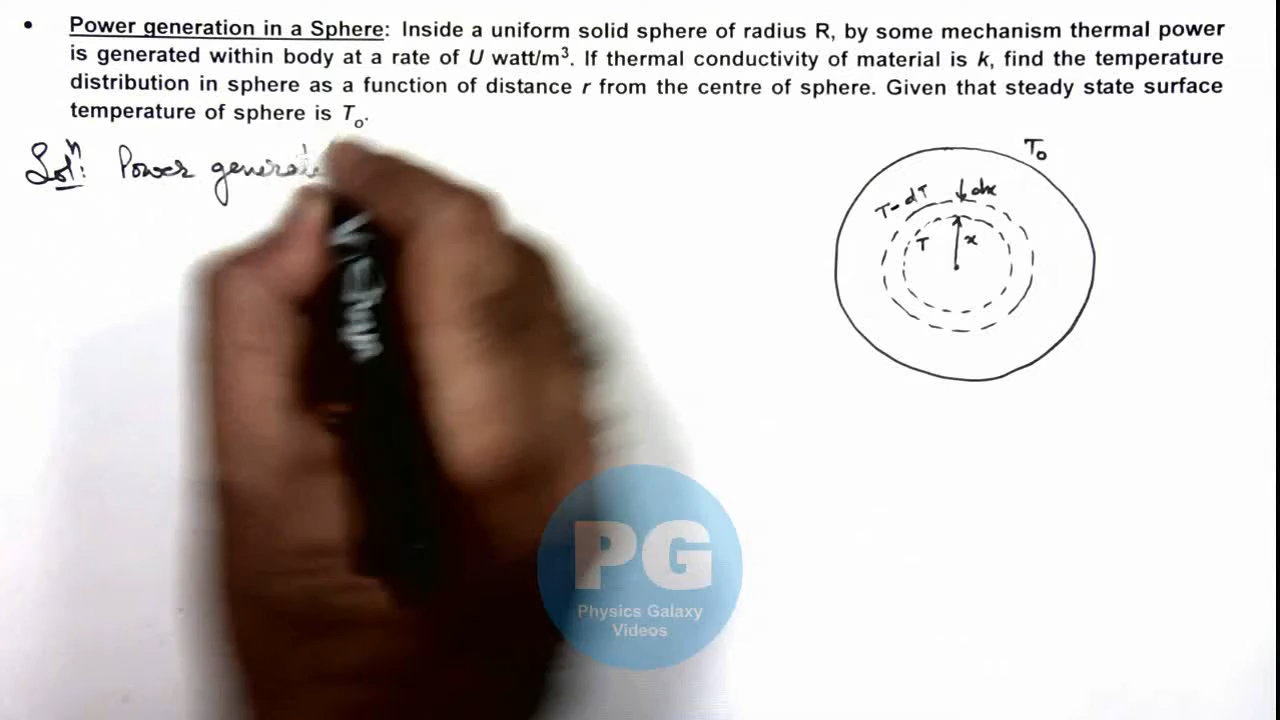 • Power generation in a Sphere: Inside a uniform solid sphere of radius R, by some mechanism thermal power
is generated within body at a rate of U watt/m³. If thermal conductivity of material is k, find the temperature
distribution in sphere as a function of distance r from the centre of sphere. Given that steady state surface
temperature of sphere is T₀.
Solⁿ: Power generate
T₀
T-dT
dx
T
x
PG
Physics Galaxy
Videos